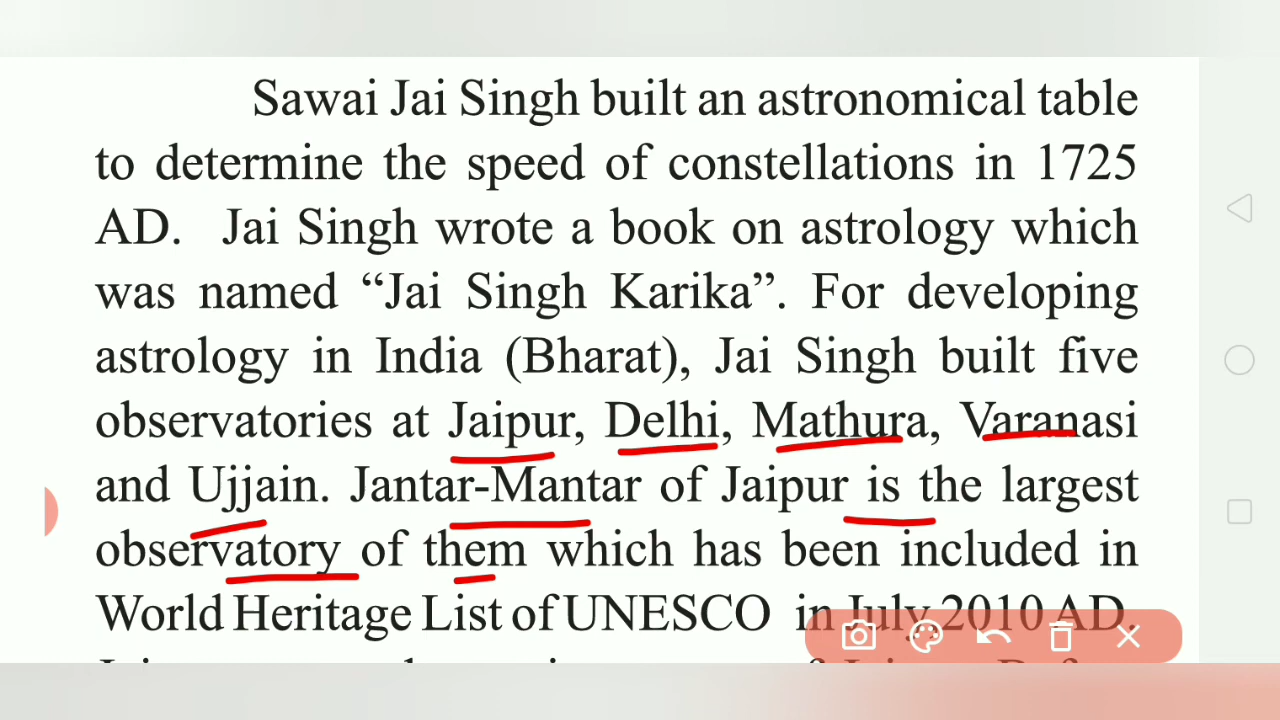 Sawai Jai Singh built an astronomical table
to determine the speed of constellations in 1725
AD. Jai Singh wrote a book on astrology which
was named “Jai Singh Karika”. For developing
astrology in India (Bharat), Jai Singh built five
observatories at Jaipur, Delhi, Mathura, Varanasi
and Ujjain. Jantar-Mantar of Jaipur is the largest
observatory of them which has been included in
World Heritage List of UNESCO in July, 2010 AD.